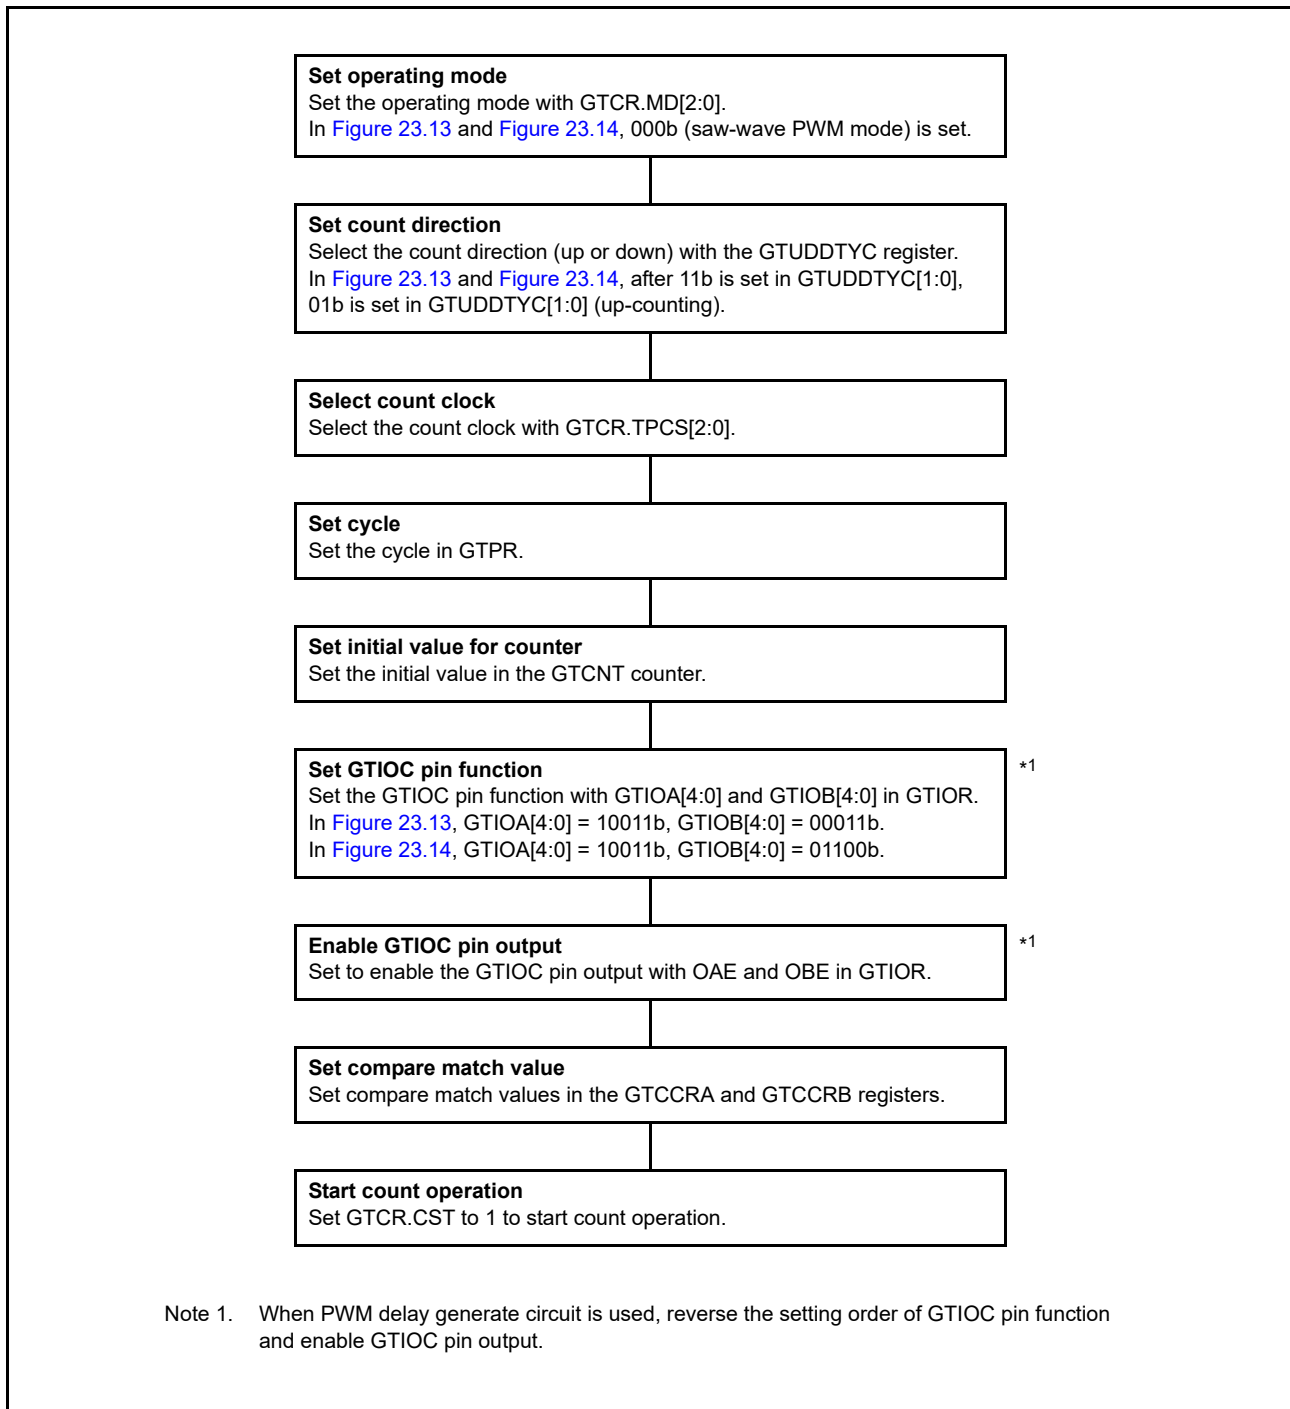 Set operating mode
Set the operating mode with GTCR.MD[2:0].
In Figure 23.13 and Figure 23.14, 000b (saw-wave PWM mode) is set.
Set count direction
Select the count direction (up or down) with the GTUDDTYC register.
In Figure 23.13 and Figure 23.14, after 11b is set in GTUDDTYC[1:0],
01b is set in GTUDDTYC[1:0] (up-counting).
Select count clock
Select the count clock with GTCR.TPCS[2:0].
Set cycle
Set the cycle in GTPR.
Set initial value for counter
Set the initial value in the GTCNT counter.
Set GTIOC pin function *1
Set the GTIOC pin function with GTIOA[4:0] and GTIOB[4:0] in GTIOR.
In Figure 23.13, GTIOA[4:0] = 10011b, GTIOB[4:0] = 00011b.
In Figure 23.14, GTIOA[4:0] = 10011b, GTIOB[4:0] = 01100b.
Enable GTIOC pin output *1
Set to enable the GTIOC pin output with OAE and OBE in GTIOR.
Set compare match value
Set compare match values in the GTCCRA and GTCCRB registers.
Start count operation
Set GTCR.CST to 1 to start count operation.
Note 1. When PWM delay generate circuit is used, reverse the setting order of GTIOC pin function
and enable GTIOC pin output.